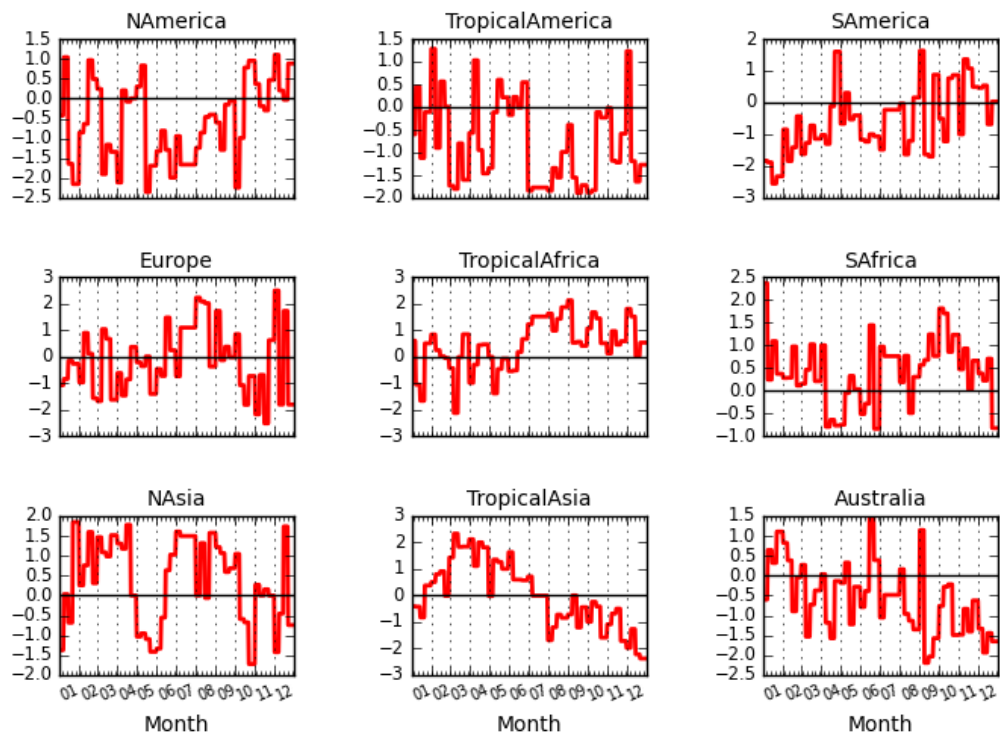 NAmerica TropicalAmerica SAmerica
1.5 1.5 2
1.0 1.0
0.5 0.5 1
0.0 0.0 0
−0.5 −0.5
−1.0 −1.0 −1
−1.5 −1.5 −2
−2.0
−2.5 −2.0 −3
Europe TropicalAfrica SAfrica
3 3 2.5
2 2 2.0
1 1 1.5
1.0
0 0 0.5
−1 −1 0.0
−2 −2 −0.5
−3 −3 −1.0
NAsia TropicalAsia Australia
2.0 3 1.5
1.5 2 1.0
1.0 1 0.5
0.5 0.0
0.0 0 −0.5
−0.5 −1 −1.0
−1.0 −1.5
−1.5 −2 −2.0
−2.0 −3 −2.5
01 02 03 04 05 06 07 08 09 10 11 12 01 02 03 04 05 06 07 08 09 10 11 12 01 02 03 04 05 06 07 08 09 10 11 12
Month Month Month